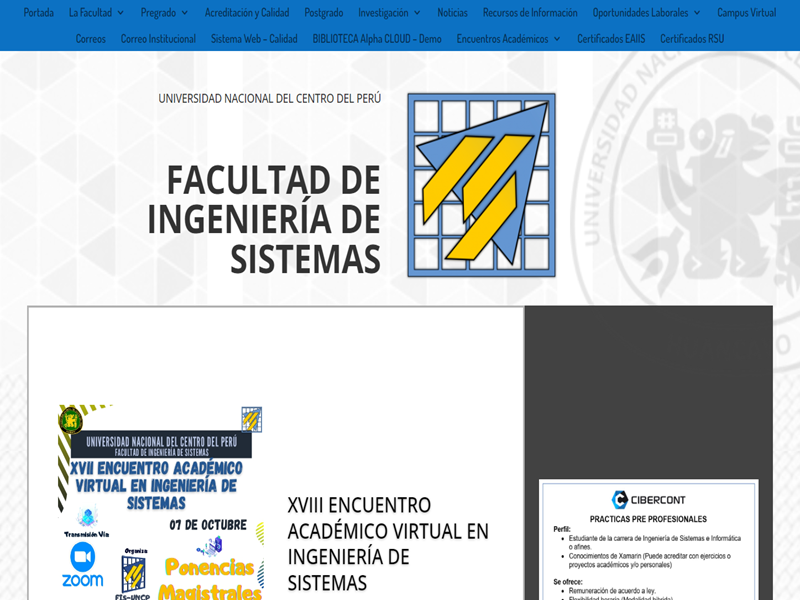 Portada La Facultad Pregrado Acreditación y Calidad Postgrado Investigación Noticias Recursos de Información Oportunidades Laborales Campus Virtual
Correos Correo Institucional Sistema Web – Calidad BIBLIOTECA Alpha CLOUD – Demo Encuentros Académicos Certificados EAIIS Certificados RSU
UNIVERSIDAD NACIONAL DEL CENTRO DEL PERÚ
FACULTAD DE
INGENIERÍA DE
SISTEMAS
UNIVERSIDAD NACIONAL DEL CENTRO DEL PERÚ
FACULTAD DE INGENIERÍA DE SISTEMAS
XVII ENCUENTRO ACADÉMICO
VIRTUAL EN INGENIERÍA DE
SISTEMAS
07 DE OCTUBRE
Transmisión Vía
zoom
Organiza
FIS-UNCP
Ponencias
Magistrales
XVIII ENCUENTRO
ACADÉMICO VIRTUAL EN
INGENIERÍA DE
SISTEMAS
CIBERCONT
PRACTICAS PRE PROFESIONALES
Perfil:
• Estudiante de la carrera de Ingeniería de Sistemas e Informática
o afines.
• Conocimientos de Xamarin (Puede acreditar con ejercicios o
proyectos académicos y/o personales)
Se ofrece:
• Remuneración de acuerdo a ley.
• Flexibilidad horaria (Modalidad híbrida)